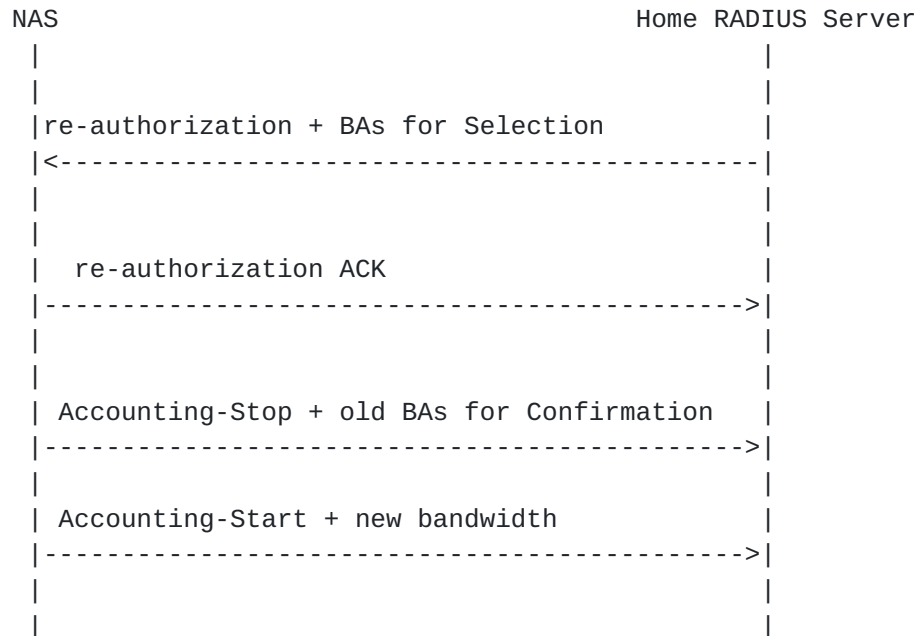 NAS Home RADIUS Server
re-authorization + BAs for Selection
re-authorization ACK
Accounting-Stop + old BAs for Confirmation
Accounting-Start + new bandwidth